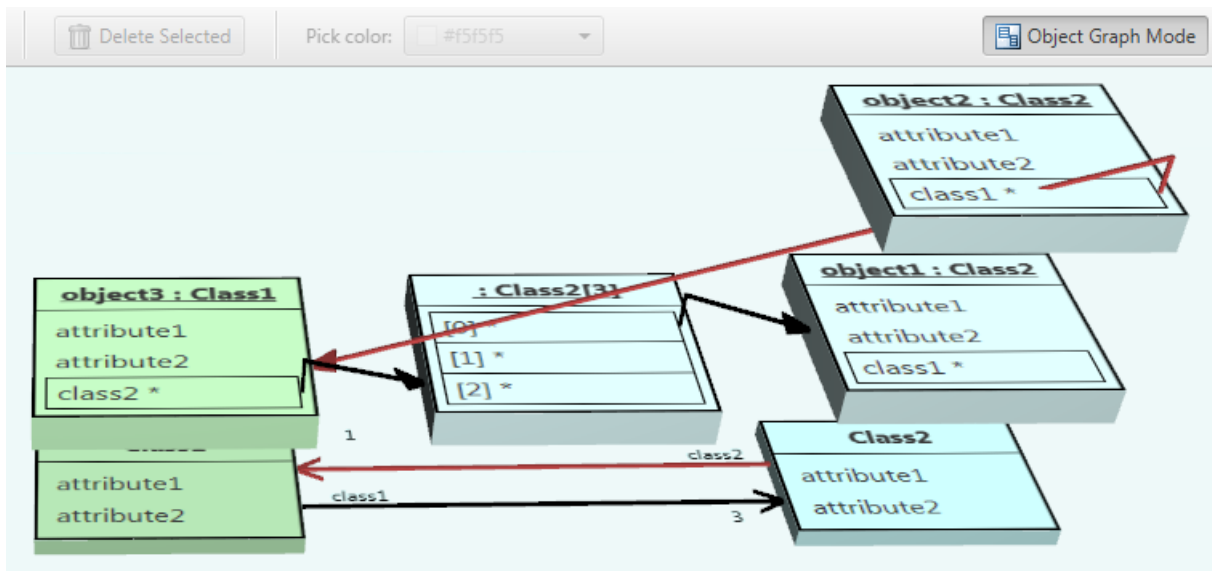 Delete Selected
Pick color:
#f5f5f5
Object Graph Mode
object2 : Class2
attribute1
attribute2
class1 *
object3 : Class1
attribute1
attribute2
class2 *
: Class2[3]
[0] *
[1] *
[2] *
object1 : Class2
attribute1
attribute2
class1 *
1
attribute1
attribute2
class2
class1
3
Class2
attribute1
attribute2